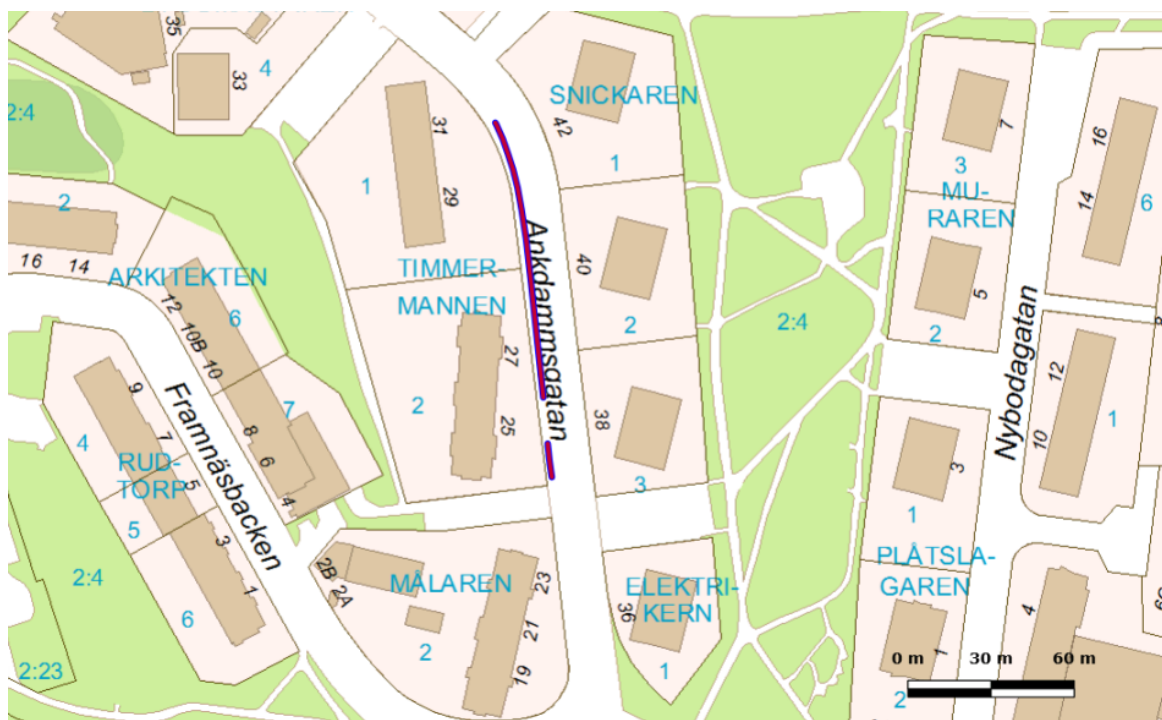 35
33
4
2:4
31
1
29
SNICKAREN
42
1
7
3
MU-
RAREN
16
14
6
2
16
14
ARKITEKTEN
12
10B
10
6
TIMMER-
MANNEN
Ankdammsgatan
40
2
2:4
5
2
Nybodagatan
27
25
2
9
7
5
4
RUD-
TORP
5
Framnäsbacken
8
6
4
7
38
3
12
10
1
3
1
PLÅTSLA-
GAREN
2:4
3
1
6
2B
2A
MÅLAREN
23
21
19
2
ELEKTRI-
KERN
36
1
4
1
2
2:23
0 m 30 m 60 m